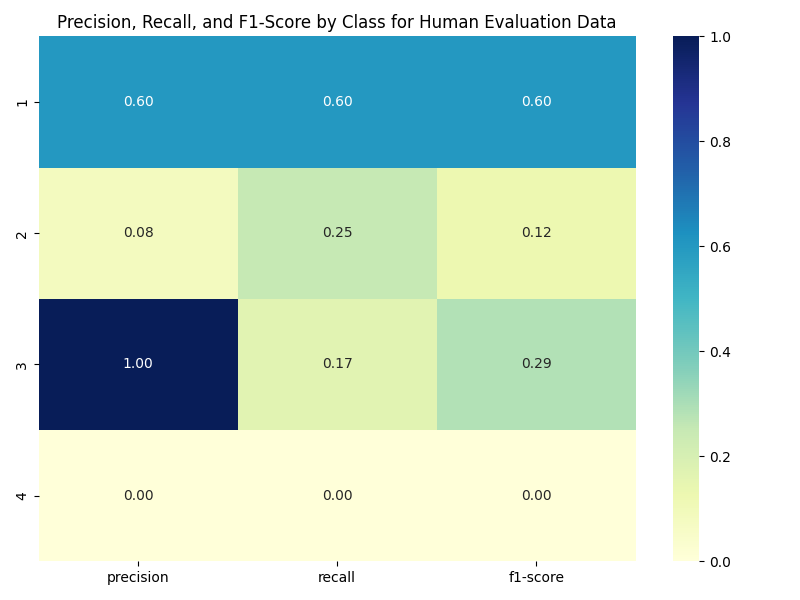 Precision, Recall, and F1-Score by Class for Human Evaluation Data
1 0.60 0.60 0.60
2 0.08 0.25 0.12
3 1.00 0.17 0.29
4 0.00 0.00 0.00
precision recall f1-score
1.0
0.8
0.6
0.4
0.2
0.0